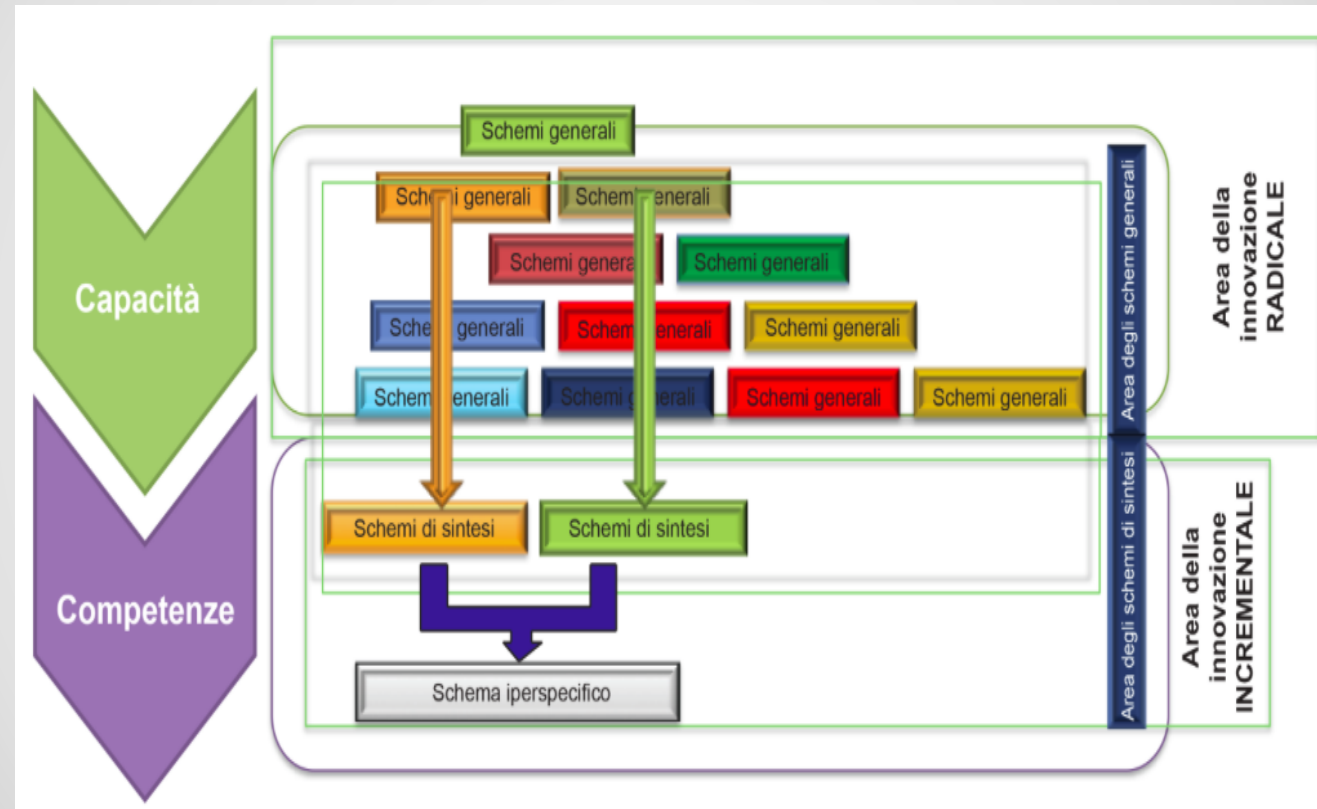 Capacità
Competenze
Schemi generali
Schemi generali
Schemi generali
Schemi generali
Schemi generali
Schemi generali
Schemi generali
Schemi generali
Schemi generali
Schemi generali
Schemi generali
Schemi generali
Schemi di sintesi
Schemi di sintesi
Schema iperspecifico
Area degli schemi generali
Area degli schemi di sintesi
Area della
innovazione
RADICALE
Area della
innovazione
INCREMENTALE